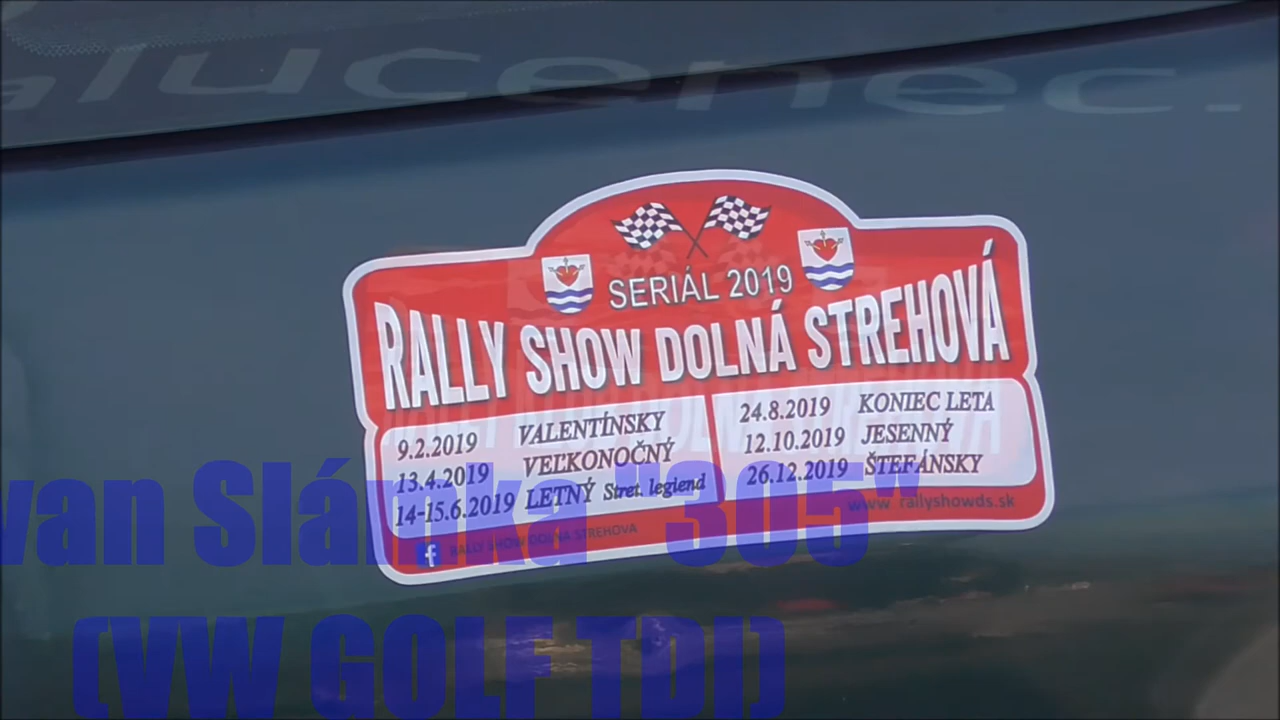 alucenec.
SERIÁL 2019
RALLY SHOW DOLNÁ STREHOVÁ
9.2.2019 VALENTÍNSKY
13.4.2019 VEĽKONOČNÝ
14-15.6.2019 LETNÝ Stret. legiend
24.8.2019 KONIEC LETA
12.10.2019 JESENNÝ
26.12.2019 ŠTEFÁNSKY
www.rallyshowds.sk
f RALLY SHOW DOLNÁ STREHOVA
van Slámka "305"
(VW GOLF TDI)